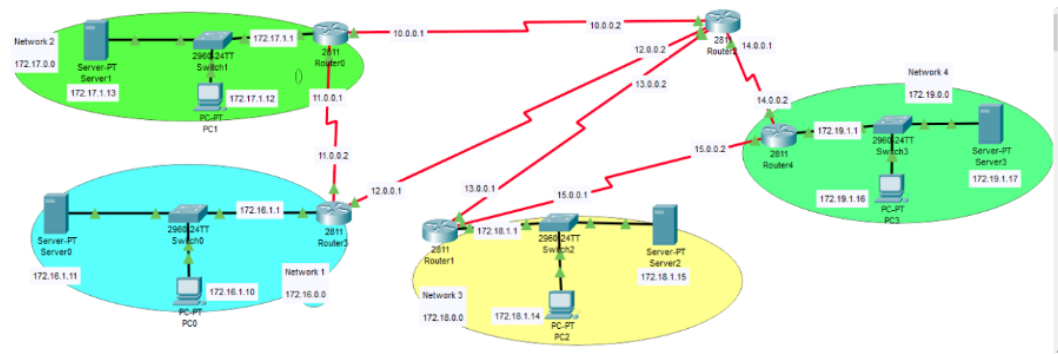 Network 2
172.17.0.0
Server-PT
Server1
172.17.1.13
2960-24TT
Switch1
172.17.1.1
2811
Router0
PC-PT
PC1
172.17.1.12
10.0.0.1
10.0.0.2
11.0.0.1
11.0.0.2
12.0.0.2
13.0.0.2
14.0.0.1
14.0.0.2
Network 4
172.19.0.0
2811
Router4
172.19.1.1
2960-24TT
Switch3
Server-PT
Server3
172.19.1.17
172.19.1.16
PC-PT
PC3
15.0.0.2
12.0.0.1
13.0.0.1
15.0.0.1
Server-PT
Server0
172.16.1.11
2960-24TT
Switch0
172.16.1.1
2811
Router3
172.16.1.10
PC-PT
PC0
Network 1
172.16.0.0
2811
Router1
172.18.1.1
2960-24TT
Switch2
Server-PT
Server2
172.18.1.15
Network 3
172.18.0.0
172.18.1.14
PC-PT
PC2